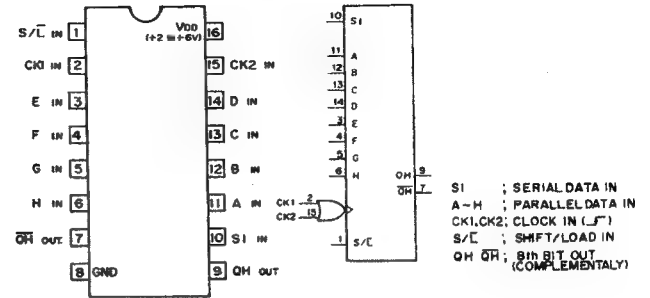 S/L̅ IN 1
VDD
(+2 ~ +6V)
16
CK1 IN 2
15 CK2 IN
E IN 3
14 D IN
F IN 4
13 C IN
G IN 5
12 B IN
H IN 6
11 A IN
Q̅H̅ OUT 7
10 SI IN
8 GND
9 QH OUT
10 SI
11 A
12 B
13 C
14 D
3 E
4 F
5 G
6 H
QH 9
Q̅H̅ 7
CK1 2
CK2 15
1 S/L̅
SI ; SERIAL DATA IN
A~H ; PARALLEL DATA IN
CK1,CK2; CLOCK IN ( )
S/L̅ ; SHIFT/LOAD IN
QH Q̅H̅ ; 8th BIT OUT
(COMPLEMENTALY)